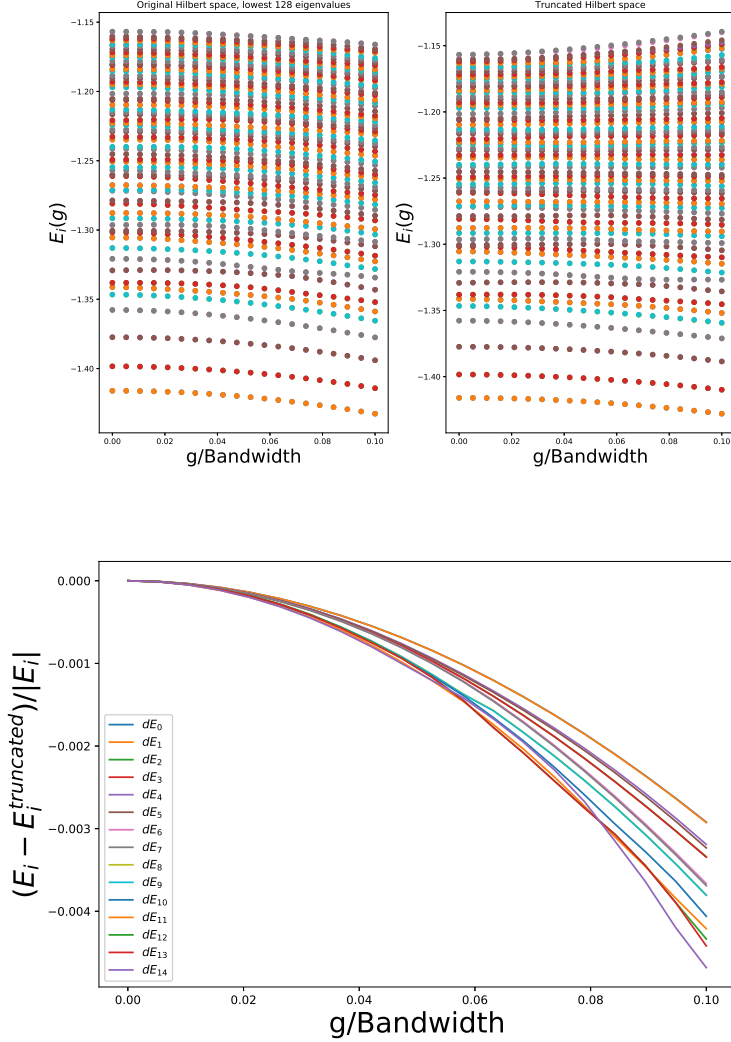 Original Hilbert space, lowest 128 eigenvalues
−1.15
−1.20
−1.25
−1.30
−1.35
−1.40
E_i(g)
0.00 0.02 0.04 0.06 0.08 0.10
g/Bandwidth
Truncated Hilbert space
−1.15
−1.20
−1.25
−1.30
−1.35
−1.40
E_i(g)
0.00 0.02 0.04 0.06 0.08 0.10
g/Bandwidth
0.000
−0.001
−0.002
−0.003
−0.004
(E_i − E_i^{truncated})/|E_i|
dE_0
dE_1
dE_2
dE_3
dE_4
dE_5
dE_6
dE_7
dE_8
dE_9
dE_10
dE_11
dE_12
dE_13
dE_14
0.00 0.02 0.04 0.06 0.08 0.10
g/Bandwidth